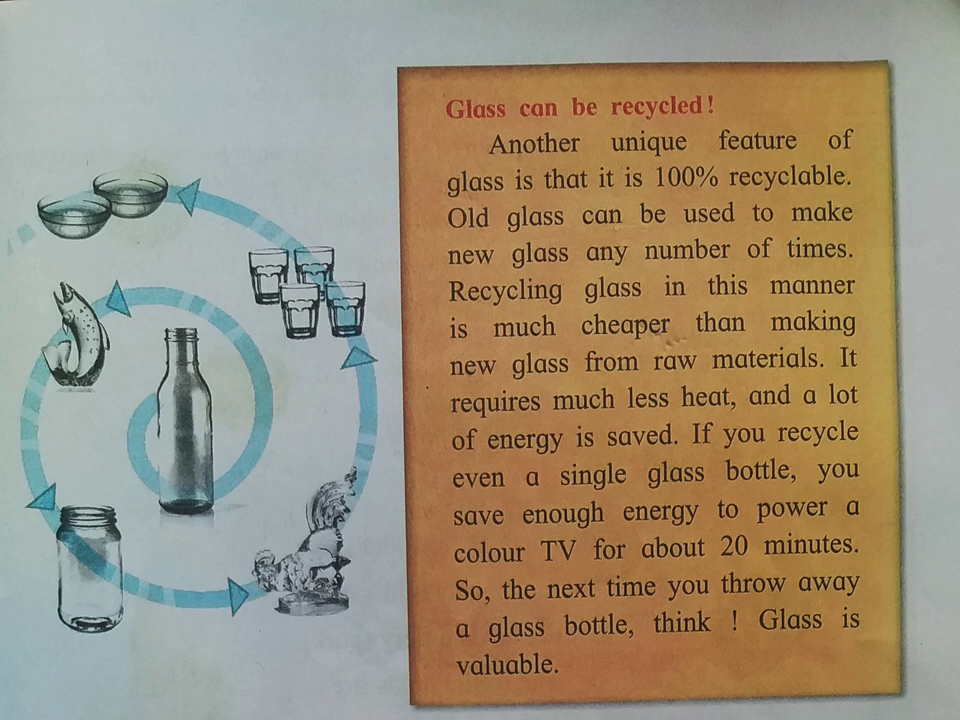 Glass can be recycled!
Another unique feature of
glass is that it is 100% recyclable.
Old glass can be used to make
new glass any number of times.
Recycling glass in this manner
is much cheaper than making
new glass from raw materials. It
requires much less heat, and a lot
of energy is saved. If you recycle
even a single glass bottle, you
save enough energy to power a
colour TV for about 20 minutes.
So, the next time you throw away
a glass bottle, think ! Glass is
valuable.